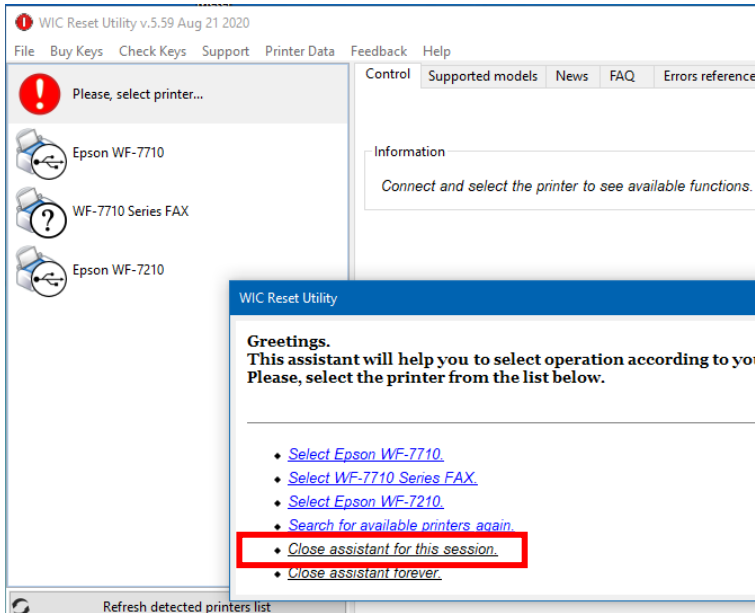 WIC Reset Utility v.5.59 Aug 21 2020
File Buy Keys Check Keys Support Printer Data Feedback Help
Please, select printer...
Epson WF-7710
WF-7710 Series FAX
Epson WF-7210
Refresh detected printers list
Control Supported models News FAQ Errors reference
Information
Connect and select the printer to see available functions.
WIC Reset Utility
Greetings.
This assistant will help you to select operation according to you
Please, select the printer from the list below.
Select Epson WF-7710.
Select WF-7710 Series FAX.
Select Epson WF-7210.
Search for available printers again.
Close assistant for this session.
Close assistant forever.